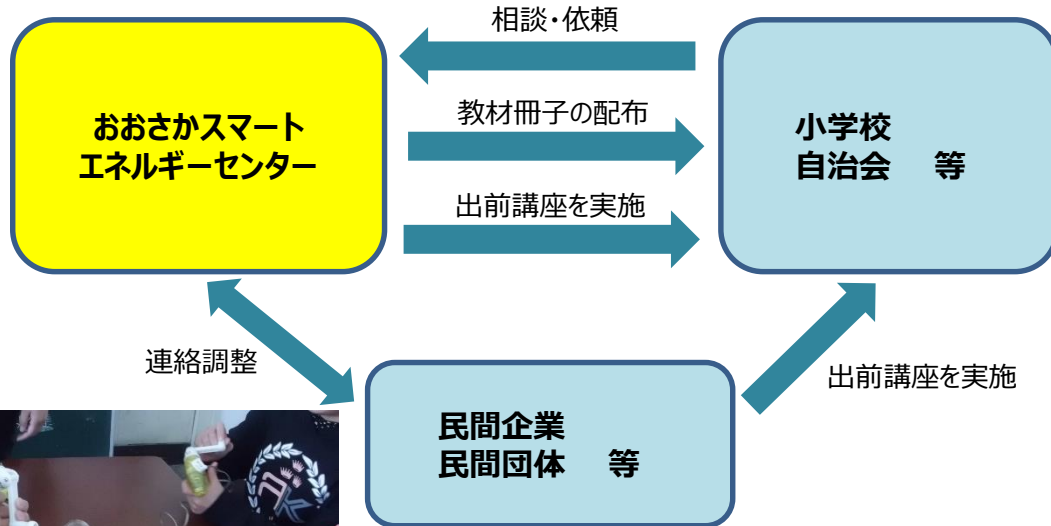 相談・依頼
おおさかスマート
エネルギーセンター
教材冊子の配布
小学校
自治会 等
出前講座を実施
連絡調整
出前講座を実施
民間企業
民間団体 等